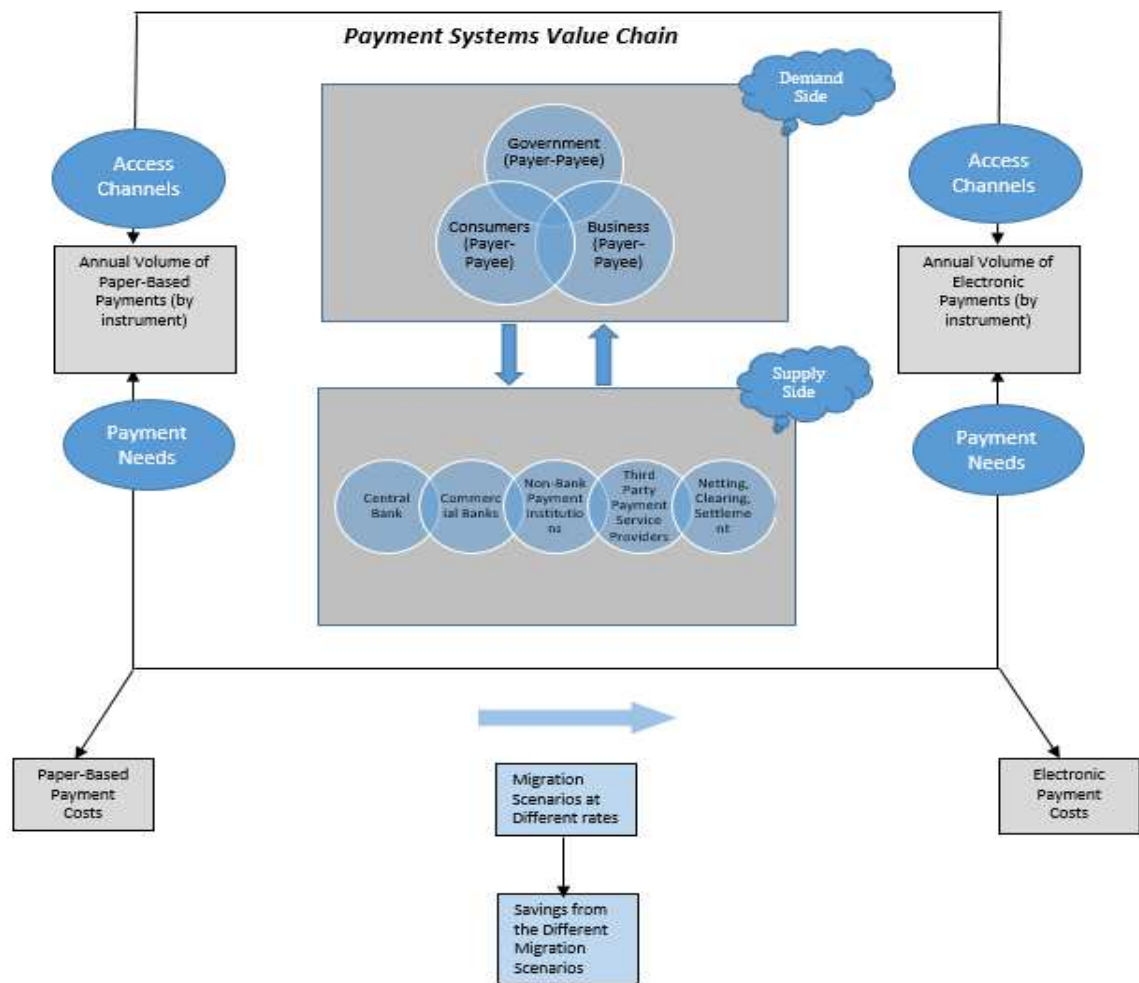 Payment Systems Value Chain
Demand
Side
Government
(Payer-Payee)
Consumers
(Payer-
Payee)
Business
(Payer-
Payee)
Access
Channels
Annual Volume of
Paper-Based
Payments (by
instrument)
Payment
Needs
Access
Channels
Annual Volume of
Electronic
Payments (by
instrument)
Payment
Needs
Supply
Side
Central
Bank
Commerc
ial Banks
Non-Bank
Payment
Institutio
ns
Third
Party
Payment
Service
Providers
Netting,
Clearing,
Settleme
nt
Paper-Based
Payment
Costs
Migration
Scenarios at
Different rates
Electronic
Payment
Costs
Savings from
the Different
Migration
Scenarios